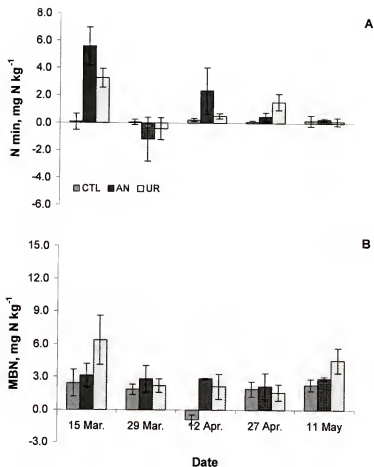 A
N min, mg N kg⁻¹
8.0
6.0
4.0
2.0
0.0
-2.0
-4.0
-6.0
CTL AN UR
B
MBN, mg N kg⁻¹
15.0
12.0
9.0
6.0
3.0
0.0
-3.0
15 Mar. 29 Mar. 12 Apr. 27 Apr. 11 May
Date